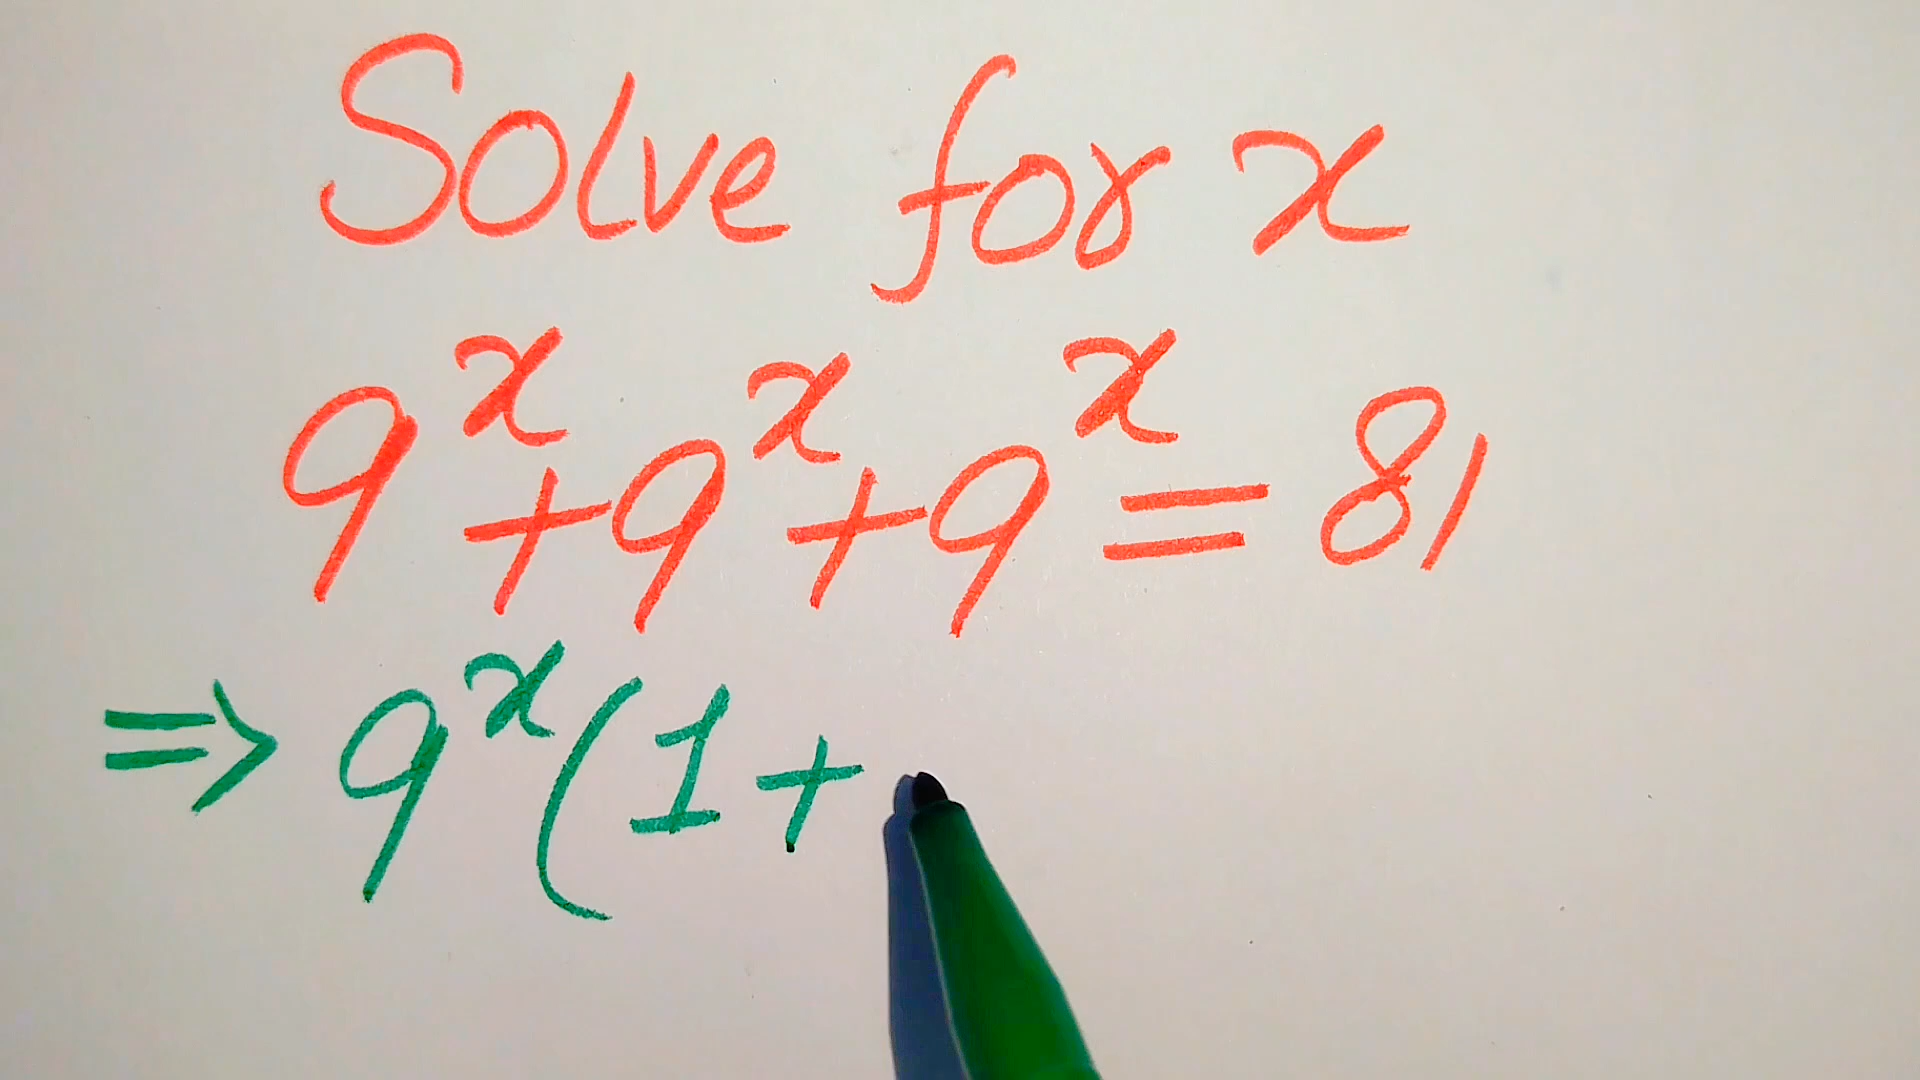 Solve for x
9^x + 9^x + 9^x = 81
⇒ 9^x (1 +